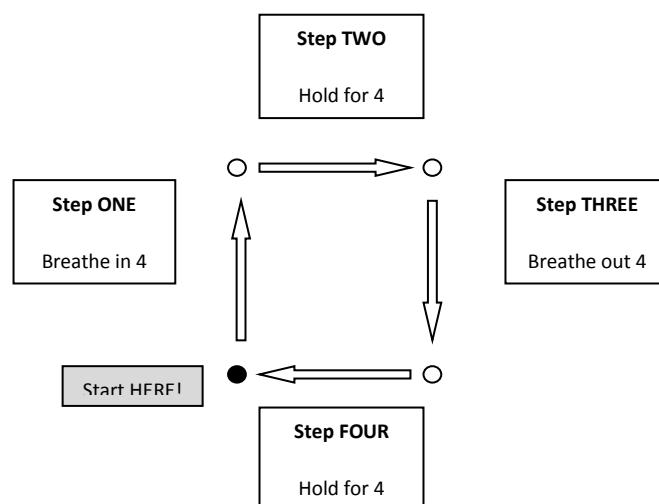 Step TWO
Hold for 4
Step ONE
Breathe in 4
Step THREE
Breathe out 4
Start HERE!
Step FOUR
Hold for 4